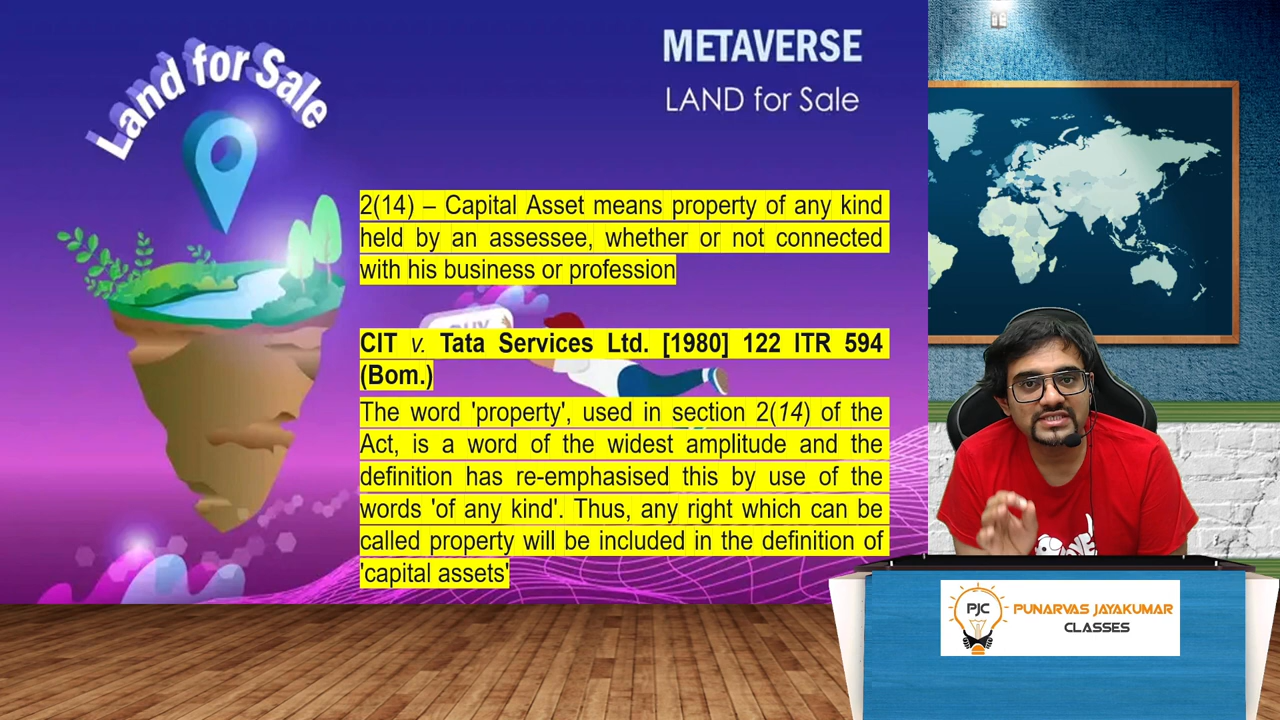 Land for Sale
METAVERSE
LAND for Sale
2(14) – Capital Asset means property of any kind
held by an assessee, whether or not connected
with his business or profession
CIT v. Tata Services Ltd. [1980] 122 ITR 594
(Bom.)
The word 'property', used in section 2(14) of the
Act, is a word of the widest amplitude and the
definition has re-emphasised this by use of the
words 'of any kind'. Thus, any right which can be
called property will be included in the definition of
'capital assets'
PJC
PUNARVAS JAYAKUMAR
CLASSES